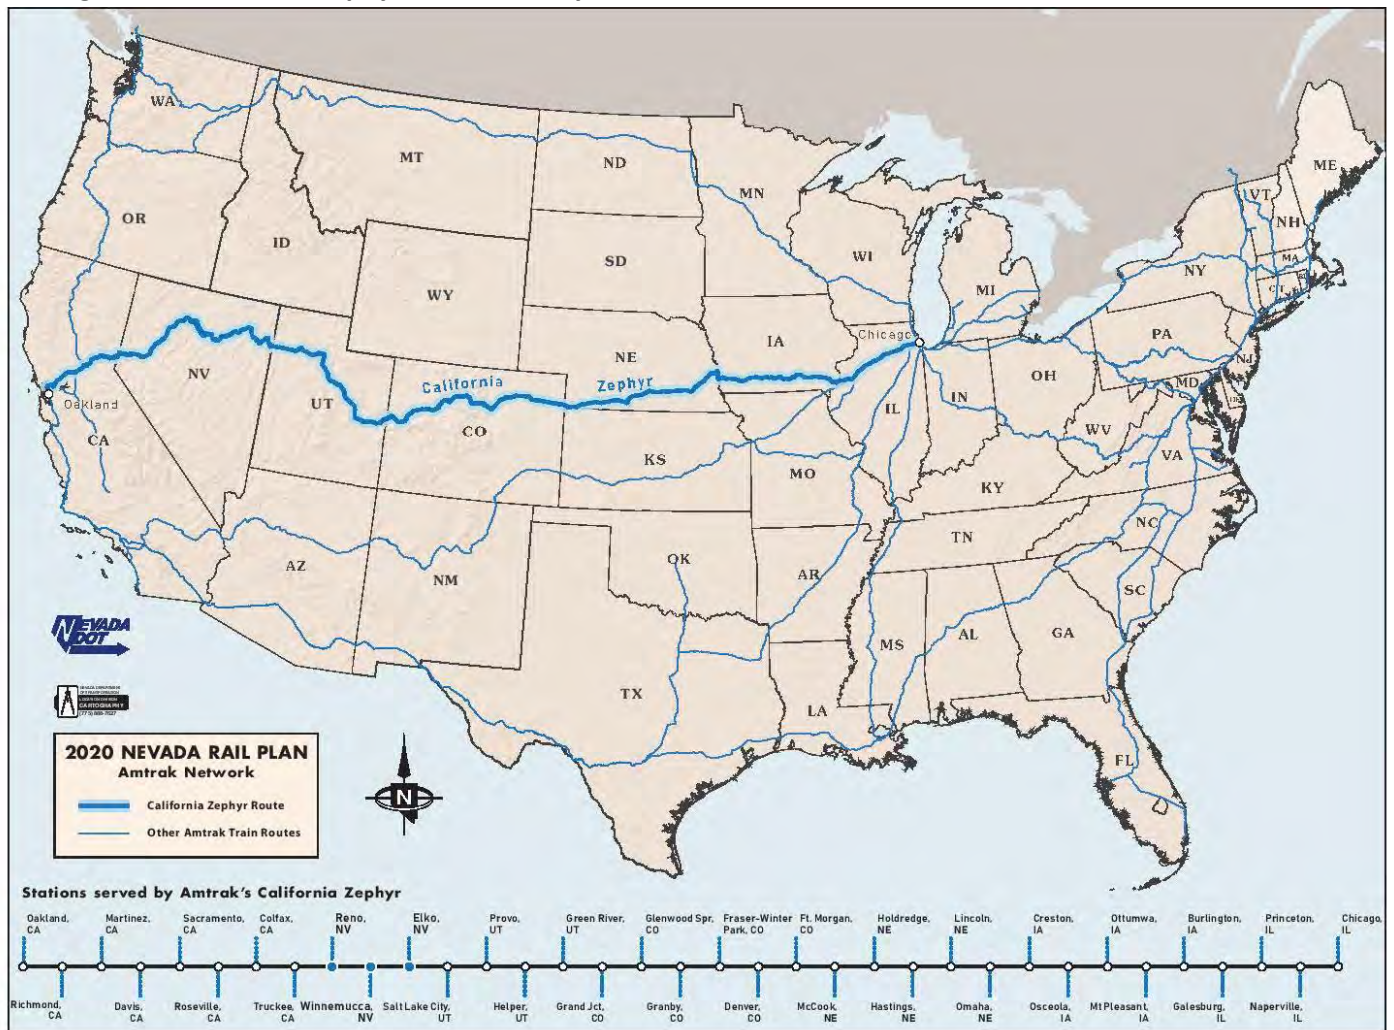 WA
MT
ND
MN
ME
VT
NH
OR
ID
SD
WI
MI
NY
MA
CT
RI
WY
NE
IA
Chicago
PA
NJ
OH
MD
NV
UT
California
Zephyr
IL
IN
Oakland
CO
WV
CA
KS
MO
VA
KY
NC
TN
AZ
NM
OK
AR
SC
MS
AL
GA
TX
LA
FL
NEVADA
DOT
CARTOGRAPHY
N
2020 NEVADA RAIL PLAN
Amtrak Network
California Zephyr Route
Other Amtrak Train Routes
Stations served by Amtrak's California Zephyr
Oakland, Martinez, Sacramento, Colfax, Reno, Elko, Provo, Green River, Glenwood Spr, Fraser-Winter Ft. Morgan, Holdredge, Lincoln, Creston, Ottumwa, Burlington, Princeton, Chicago,
CA CA CA CA NV NV UT UT CO Park, CO CO NE NE IA IA IA IL IL
Richmond, Davis, Roseville, Truckee, Winnemucca, Salt Lake City, Helper, Grand Jct, Granby, Denver, McCook, Hastings, Omaha, Osceola, Mt Pleasant, Galesburg, Naperville,
CA CA CA CA NV UT UT CO CO CO NE NE NE IA IA IL IL